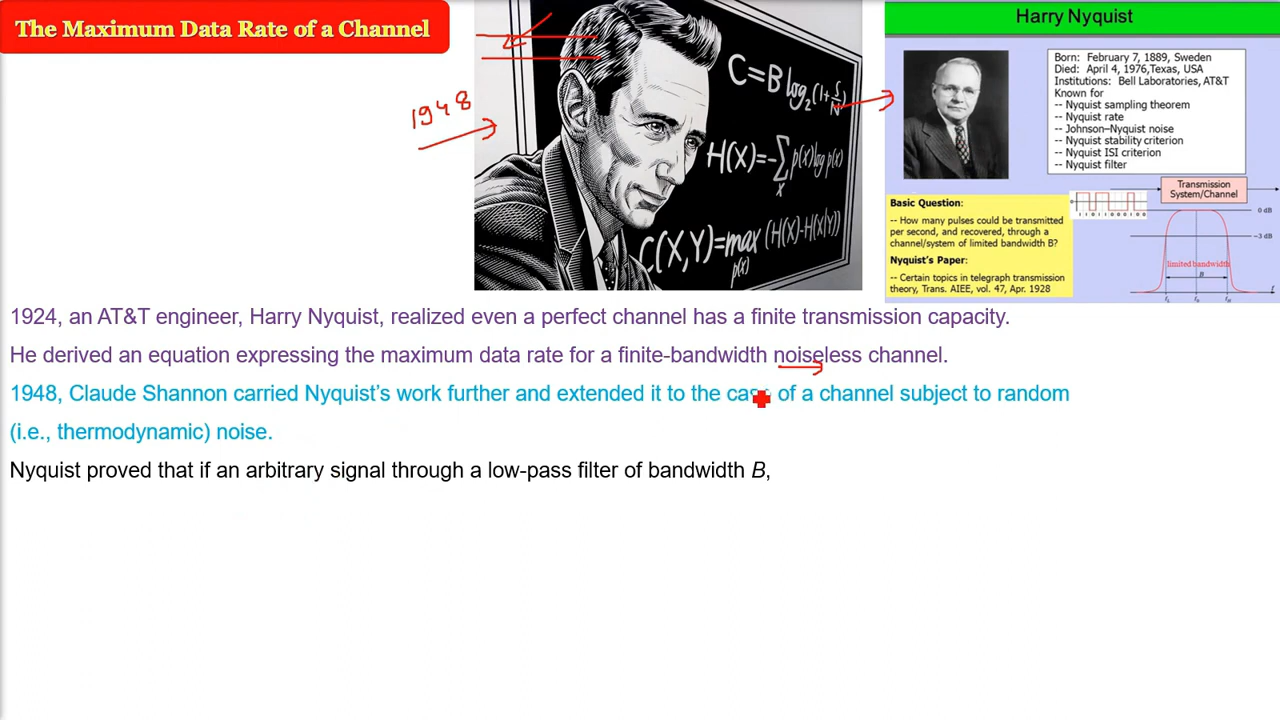 The Maximum Data Rate of a Channel
1948
C=B log₂(1+S/N)
H(X)=-∑ p(x)log p(x)
X
C(X,Y)=max (H(X)-H(X|Y))
p(x)
Harry Nyquist
Born: February 7, 1889, Sweden
Died: April 4, 1976,Texas, USA
Institutions: Bell Laboratories, AT&T
Known for
-- Nyquist sampling theorem
-- Nyquist rate
-- Johnson–Nyquist noise
-- Nyquist stability criterion
-- Nyquist ISI criterion
-- Nyquist filter
Basic Question:
-- How many pulses could be transmitted
per second, and recovered, through a
channel/system of limited bandwidth B?
Nyquist's Paper:
-- Certain topics in telegraph transmission
theory, Trans. AIEE, vol. 47, Apr. 1928
Transmission
System/Channel
0 dB
−3 dB
limited bandwidth
B
f
1924, an AT&T engineer, Harry Nyquist, realized even a perfect channel has a finite transmission capacity.
He derived an equation expressing the maximum data rate for a finite-bandwidth noiseless channel.
1948, Claude Shannon carried Nyquist's work further and extended it to the case of a channel subject to random
(i.e., thermodynamic) noise.
Nyquist proved that if an arbitrary signal through a low-pass filter of bandwidth B,